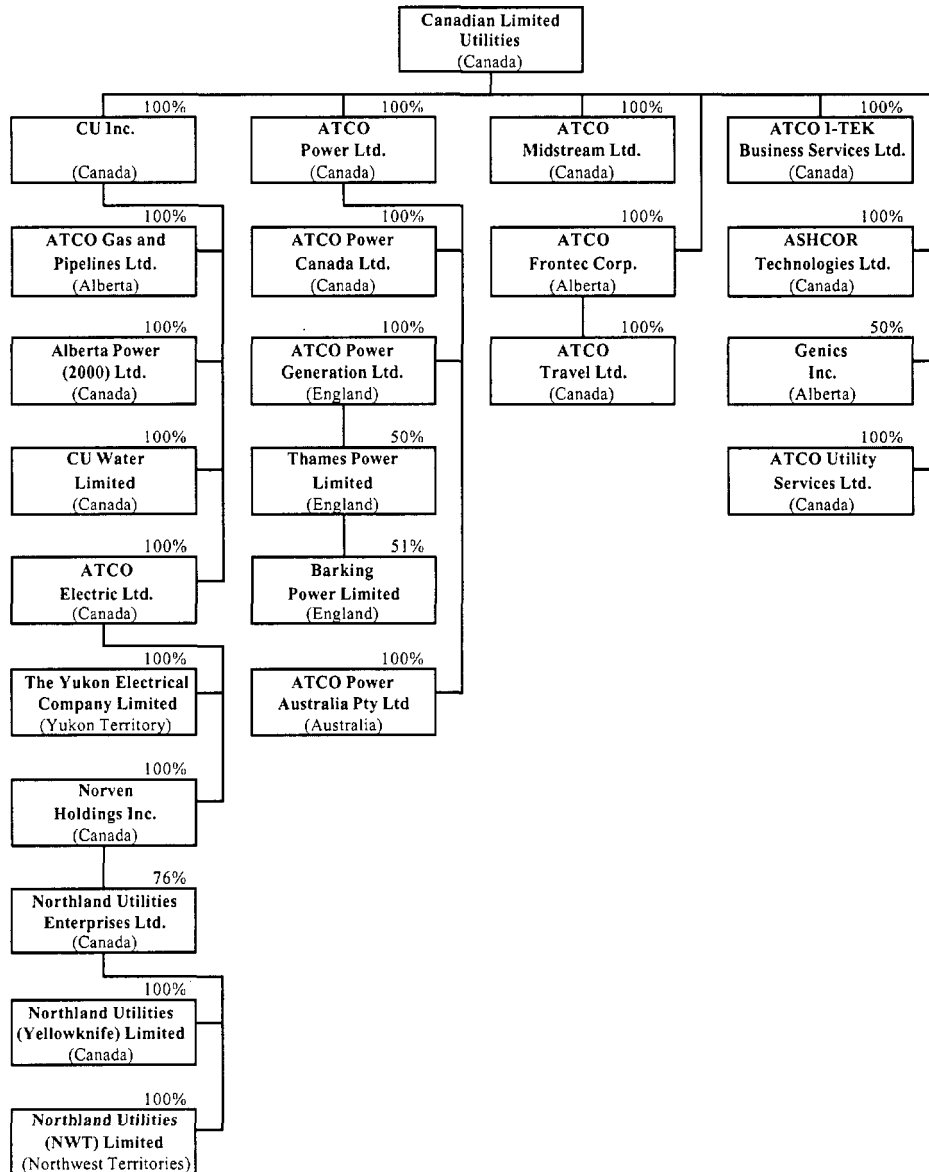 Canadian Limited
Utilities
(Canada)
100%
CU Inc.
(Canada)
100%
ATCO Gas and
Pipelines Ltd.
(Alberta)
100%
Alberta Power
(2000) Ltd.
(Canada)
100%
CU Water
Limited
(Canada)
100%
ATCO
Electric Ltd.
(Canada)
100%
The Yukon Electrical
Company Limited
(Yukon Territory)
100%
Norven
Holdings Inc.
(Canada)
76%
Northland Utilities
Enterprises Ltd.
(Canada)
100%
Northland Utilities
(Yellowknife) Limited
(Canada)
100%
Northland Utilities
(NWT) Limited
(Northwest Territories)
100%
ATCO
Power Ltd.
(Canada)
100%
ATCO Power
Canada Ltd.
(Canada)
100%
ATCO Power
Generation Ltd.
(England)
50%
Thames Power
Limited
(England)
51%
Barking
Power Limited
(England)
100%
ATCO Power
Australia Pty Ltd
(Australia)
100%
ATCO
Midstream Ltd.
(Canada)
100%
ATCO
Frontec Corp.
(Alberta)
100%
ATCO
Travel Ltd.
(Canada)
100%
ATCO I-TEK
Business Services Ltd.
(Canada)
100%
ASHCOR
Technologies Ltd.
(Canada)
50%
Genics
Inc.
(Alberta)
100%
ATCO Utility
Services Ltd.
(Canada)